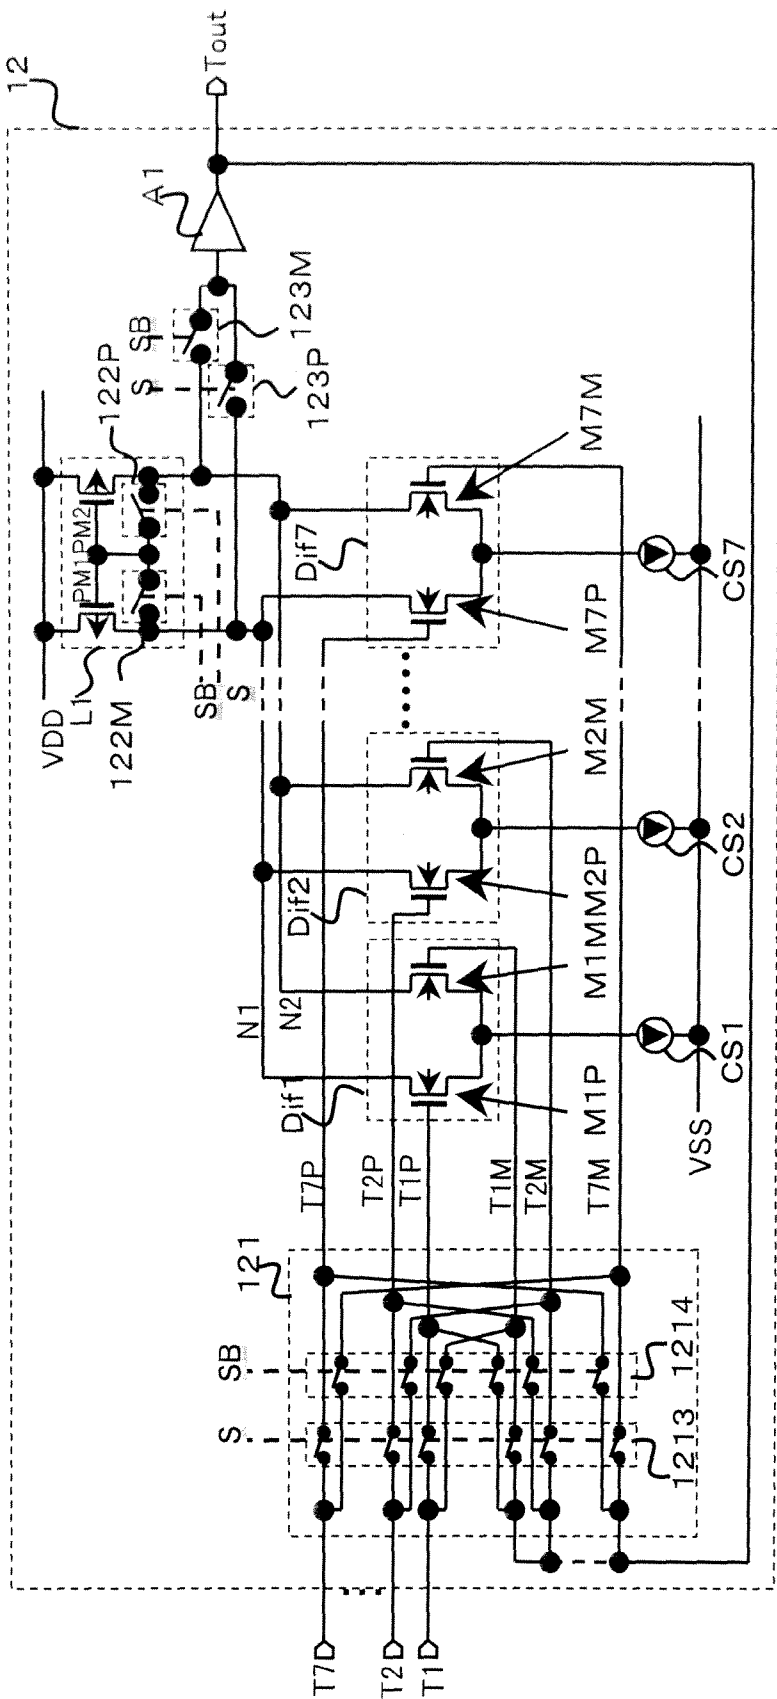 12
Tout
A1
SB
123M
S
123P
122P
VDD
PM1PM2
L1
122M
SB
S
Dif7
M7M
M7P
CS7
N1
N2
Dif2
M2M
M1MM2P
CS2
Dif1
M1P
CS1
VSS
T7P
T2P
T1P
T1M
T2M
T7M
121
SB
S
1214
1213
T7
T2
T1